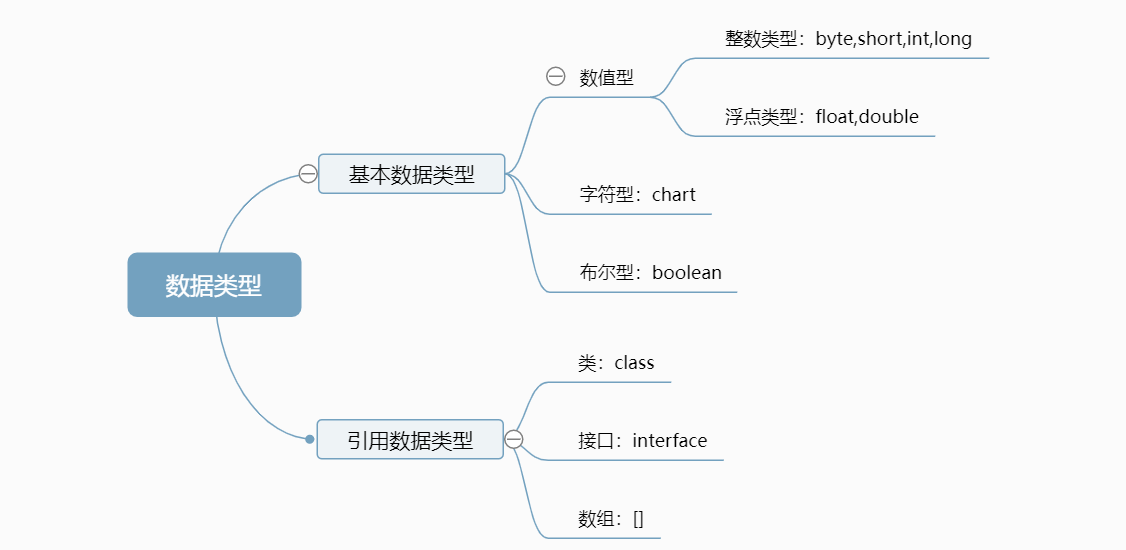 数据类型
基本数据类型
数值型
整数类型：byte,short,int,long
浮点类型：float,double
字符型：chart
布尔型：boolean
引用数据类型
类：class
接口：interface
数组：[]